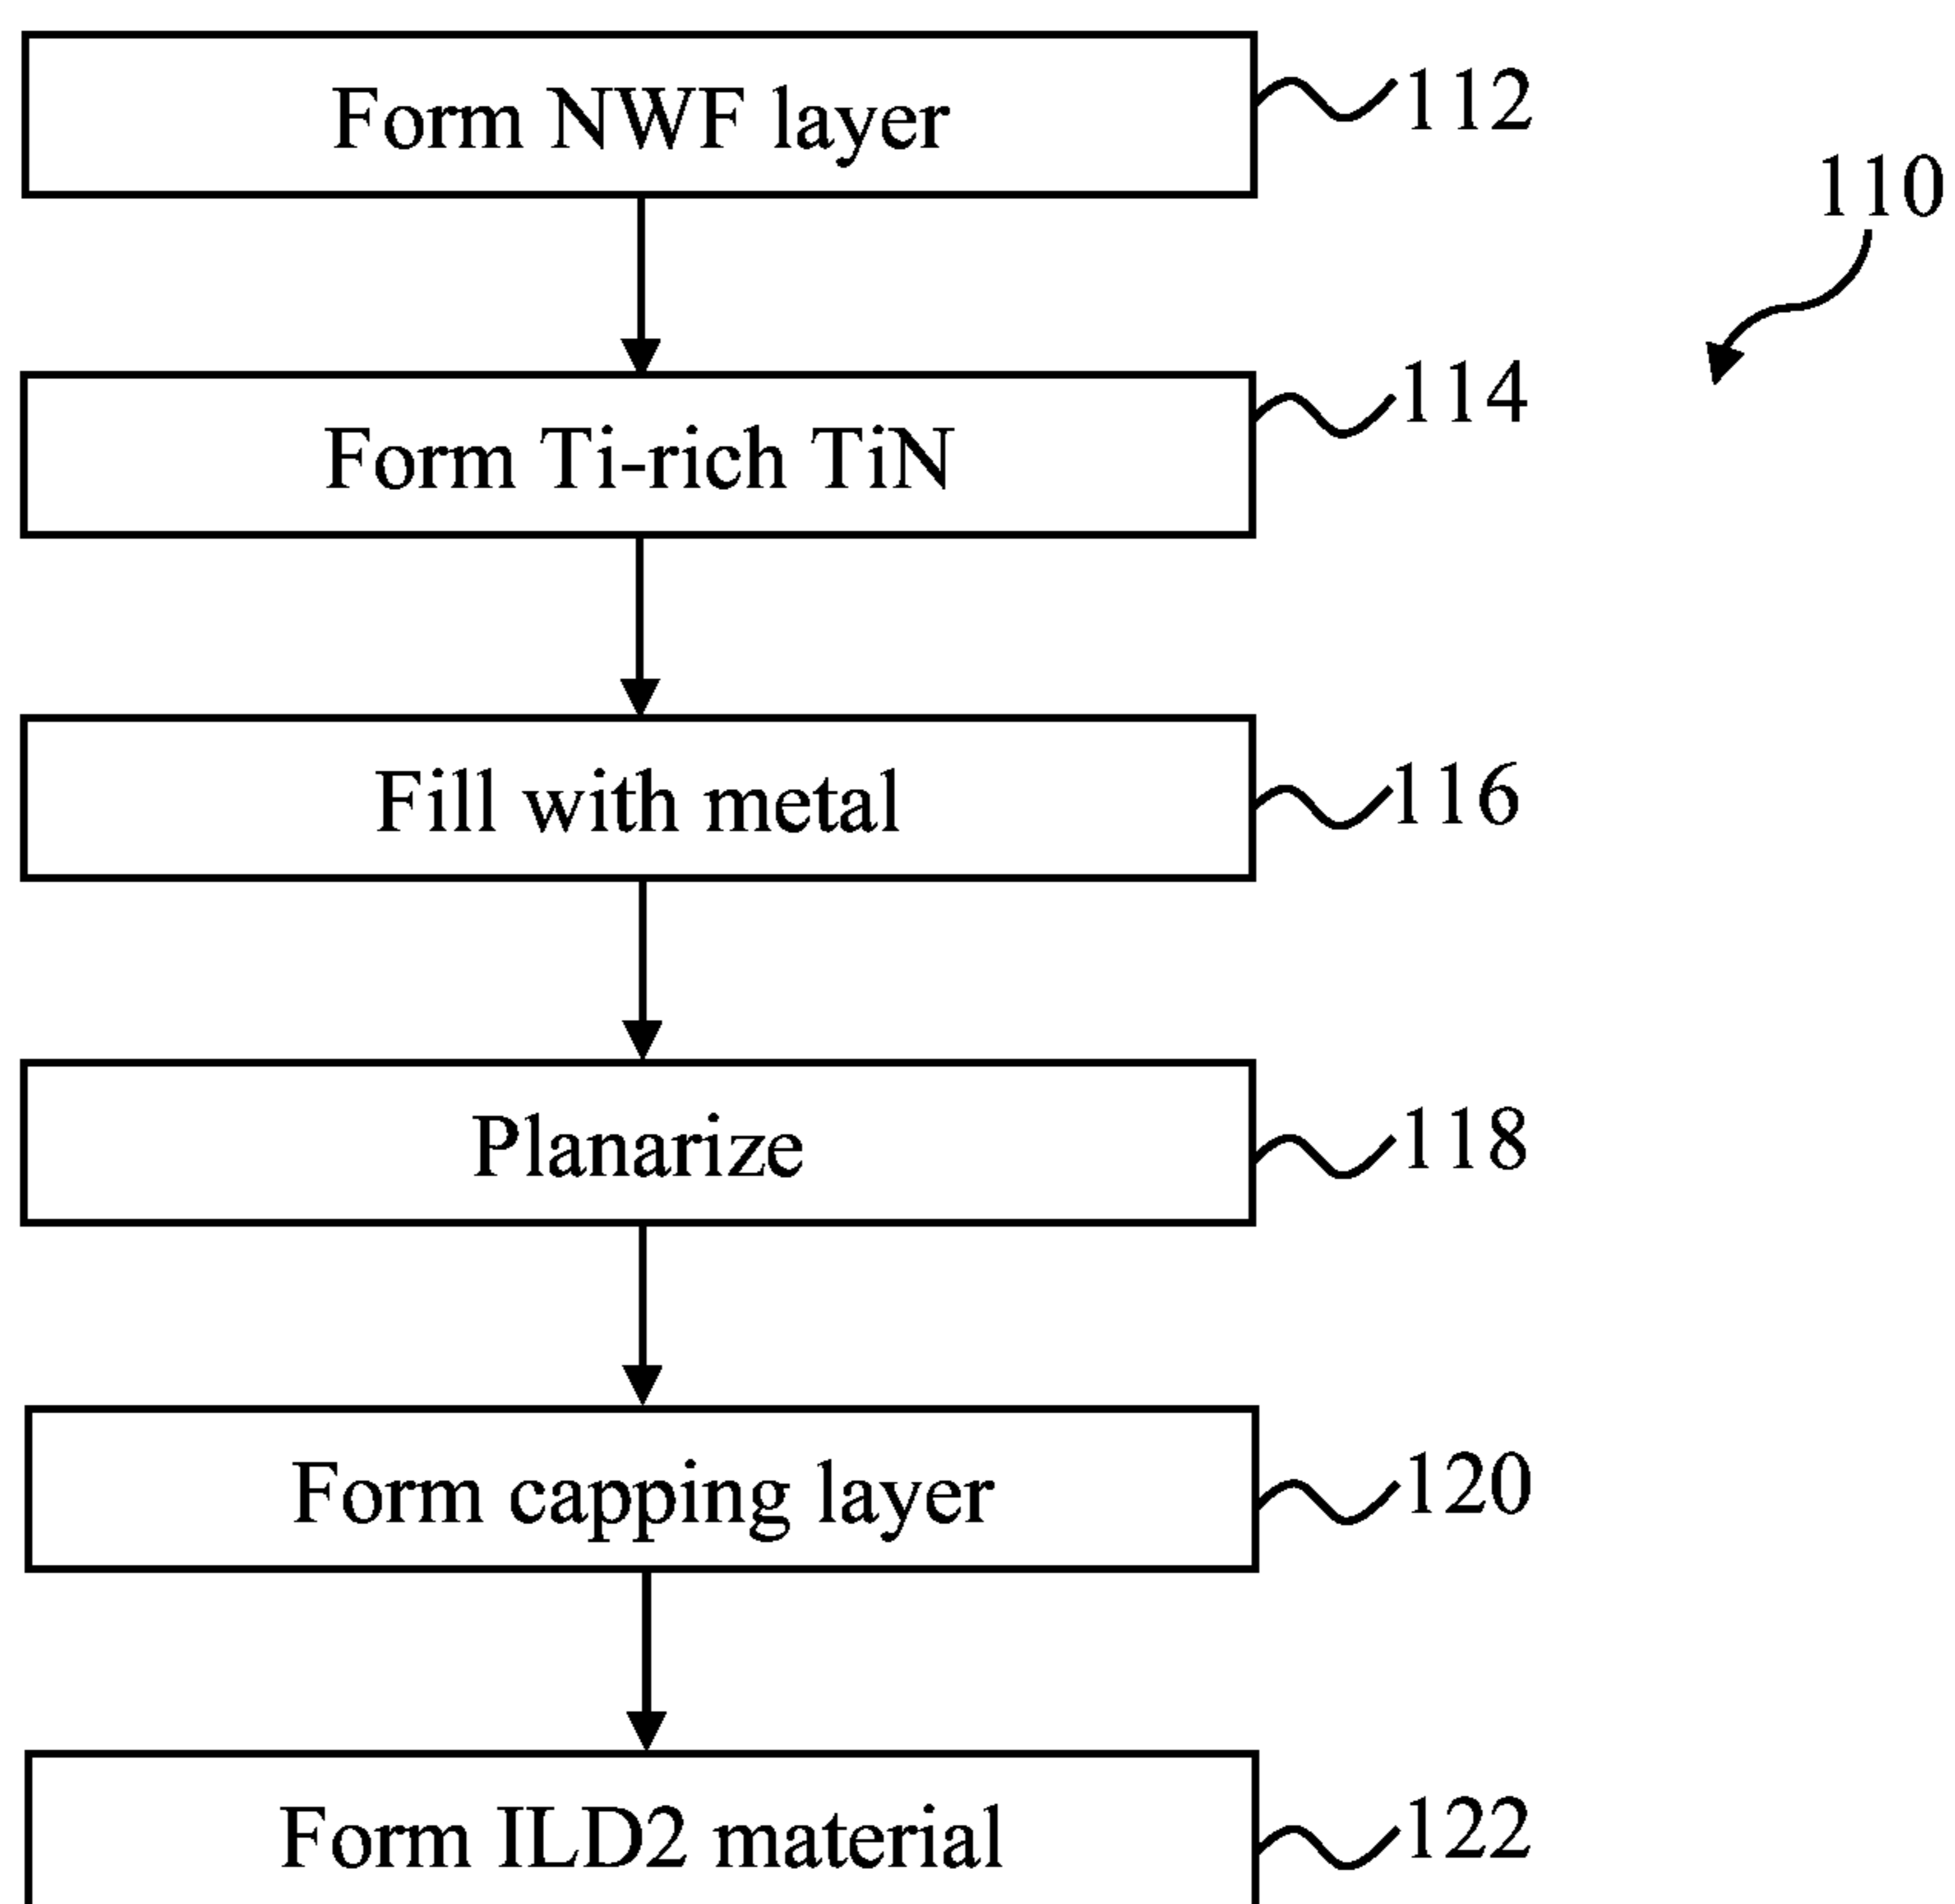 Form NWF layer
112
110
Form Ti-rich TiN
114
Fill with metal
116
Planarize
118
Form capping layer
120
Form ILD2 material
122